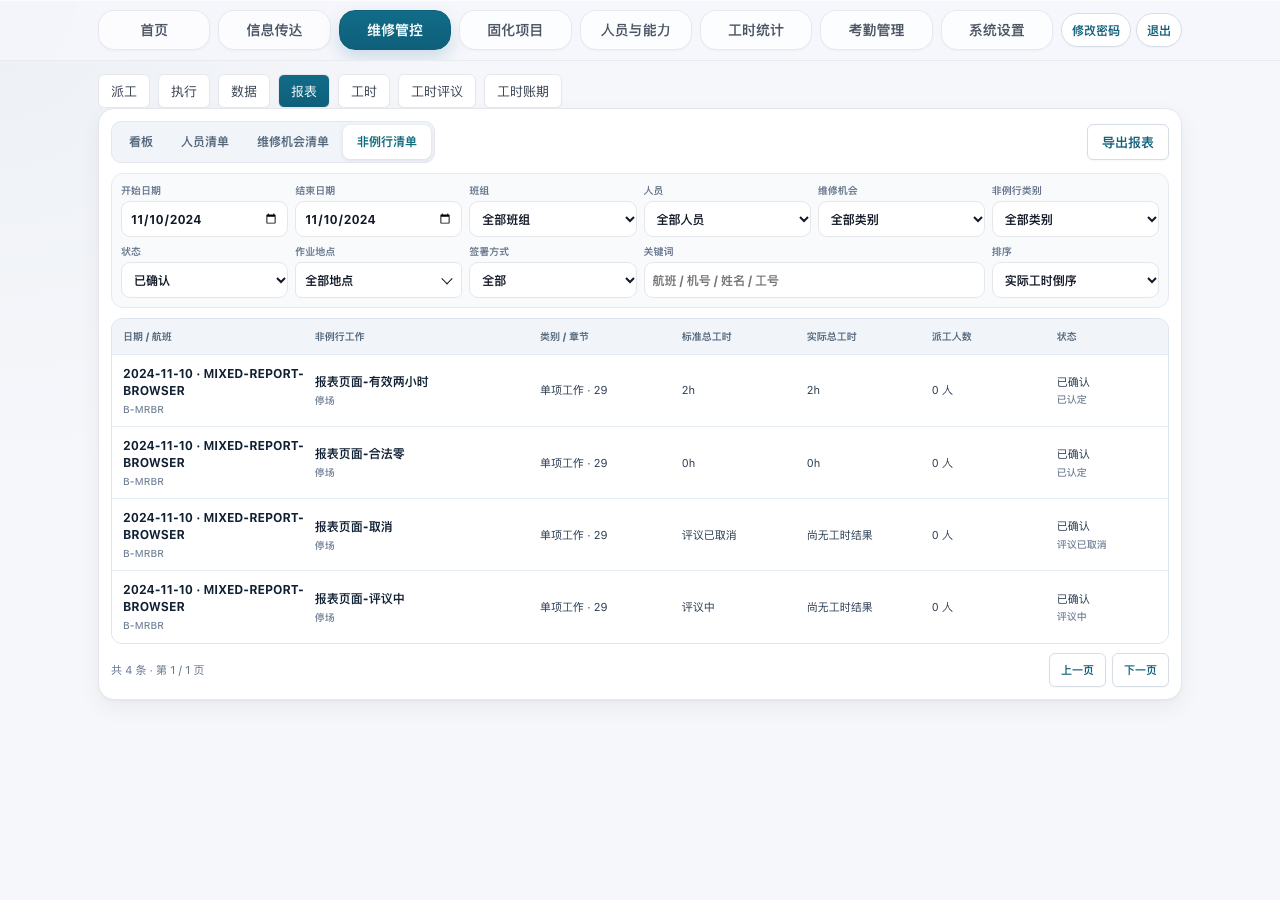 首页 信息传达 维修管控 固化项目 人员与能力 工时统计 考勤管理 系统设置 修改密码 退出
派工 执行 数据 报表 工时 工时评议 工时账期
看板 人员清单 维修机会清单 非例行清单 导出报表
开始日期 结束日期 班组 人员 维修机会 非例行类别
11/10/2024 11/10/2024 全部班组 全部人员 全部类别 全部类别
状态 作业地点 签署方式 关键词 排序
已确认 全部地点 全部 航班 / 机号 / 姓名 / 工号 实际工时倒序
日期 / 航班 非例行工作 类别 / 章节 标准总工时 实际总工时 派工人数 状态
2024-11-10 · MIXED-REPORT-
BROWSER
B-MRBR
报表页面-有效两小时
停场
单项工作 · 29 2h 2h 0 人
已确认
已认定
2024-11-10 · MIXED-REPORT-
BROWSER
B-MRBR
报表页面-合法零
停场
单项工作 · 29 0h 0h 0 人
已确认
已认定
2024-11-10 · MIXED-REPORT-
BROWSER
B-MRBR
报表页面-取消
停场
单项工作 · 29 评议已取消 尚无工时结果 0 人
已确认
评议已取消
2024-11-10 · MIXED-REPORT-
BROWSER
B-MRBR
报表页面-评议中
停场
单项工作 · 29 评议中 尚无工时结果 0 人
已确认
评议中
共 4 条 · 第 1 / 1 页 上一页 下一页